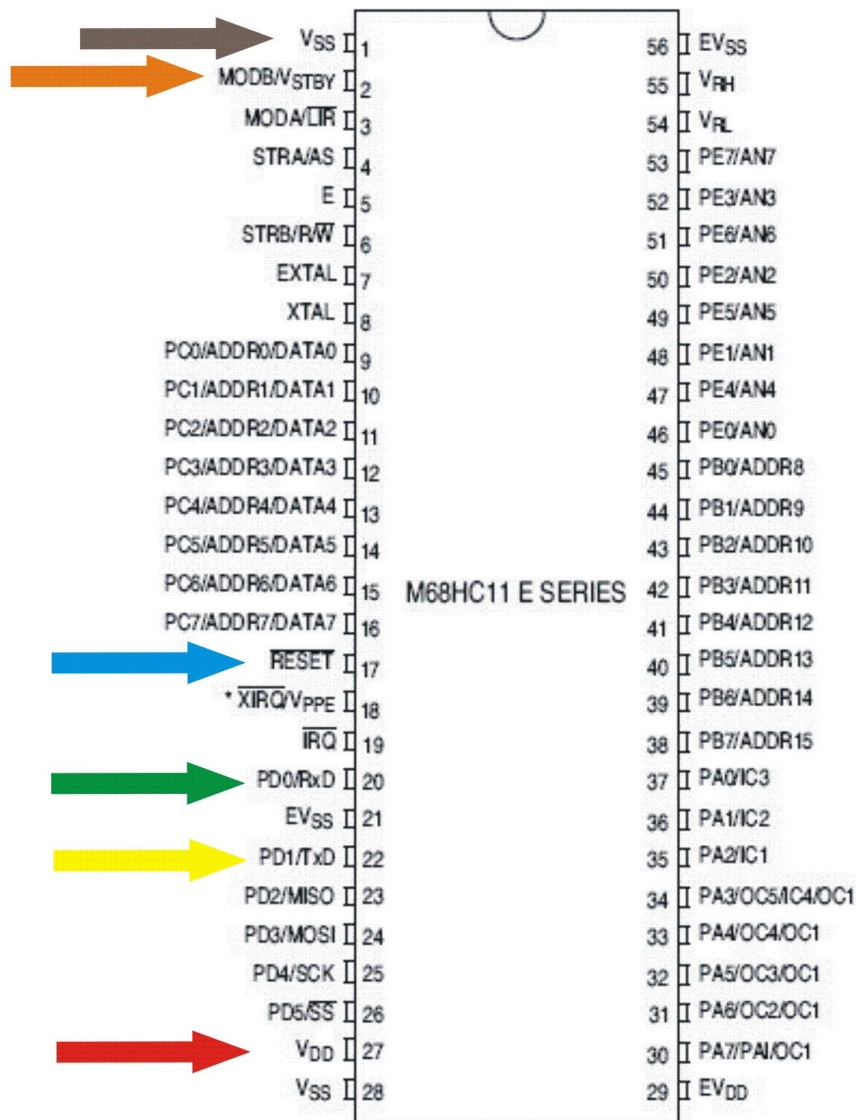 VSS 1
MODB/VSTBY 2
MODA/LIR 3
STRA/AS 4
E 5
STRB/R/W 6
EXTAL 7
XTAL 8
PC0/ADDR0/DATA0 9
PC1/ADDR1/DATA1 10
PC2/ADDR2/DATA2 11
PC3/ADDR3/DATA3 12
PC4/ADDR4/DATA4 13
PC5/ADDR5/DATA5 14
PC6/ADDR6/DATA6 15
PC7/ADDR7/DATA7 16
RESET 17
* XIRQ/VPPE 18
IRQ 19
PD0/RxD 20
EVSS 21
PD1/TxD 22
PD2/MISO 23
PD3/MOSI 24
PD4/SCK 25
PD5/SS 26
VDD 27
VSS 28
M68HC11 E SERIES
56 EVSS
55 VRH
54 VRL
53 PE7/AN7
52 PE3/AN3
51 PE6/AN6
50 PE2/AN2
49 PE5/AN5
48 PE1/AN1
47 PE4/AN4
46 PE0/AN0
45 PB0/ADDR8
44 PB1/ADDR9
43 PB2/ADDR10
42 PB3/ADDR11
41 PB4/ADDR12
40 PB5/ADDR13
39 PB6/ADDR14
38 PB7/ADDR15
37 PA0/IC3
36 PA1/IC2
35 PA2/IC1
34 PA3/OC5/IC4/OC1
33 PA4/OC4/OC1
32 PA5/OC3/OC1
31 PA6/OC2/OC1
30 PA7/PAI/OC1
29 EVDD